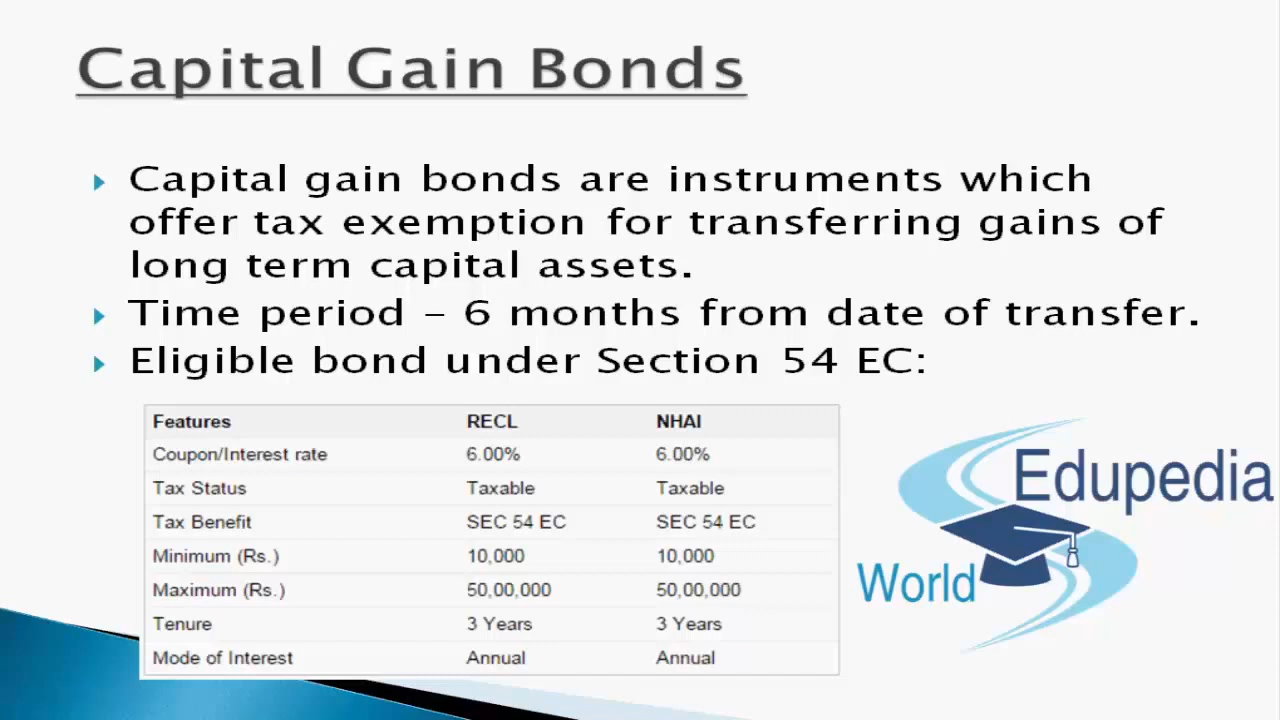 Capital Gain Bonds
Capital gain bonds are instruments which
offer tax exemption for transferring gains of
long term capital assets.
Time period – 6 months from date of transfer.
Eligible bond under Section 54 EC:
Features RECL NHAI
Coupon/Interest rate 6.00% 6.00%
Tax Status Taxable Taxable
Tax Benefit SEC 54 EC SEC 54 EC
Minimum (Rs.) 10,000 10,000
Maximum (Rs.) 50,00,000 50,00,000
Tenure 3 Years 3 Years
Mode of Interest Annual Annual
Edupedia
World